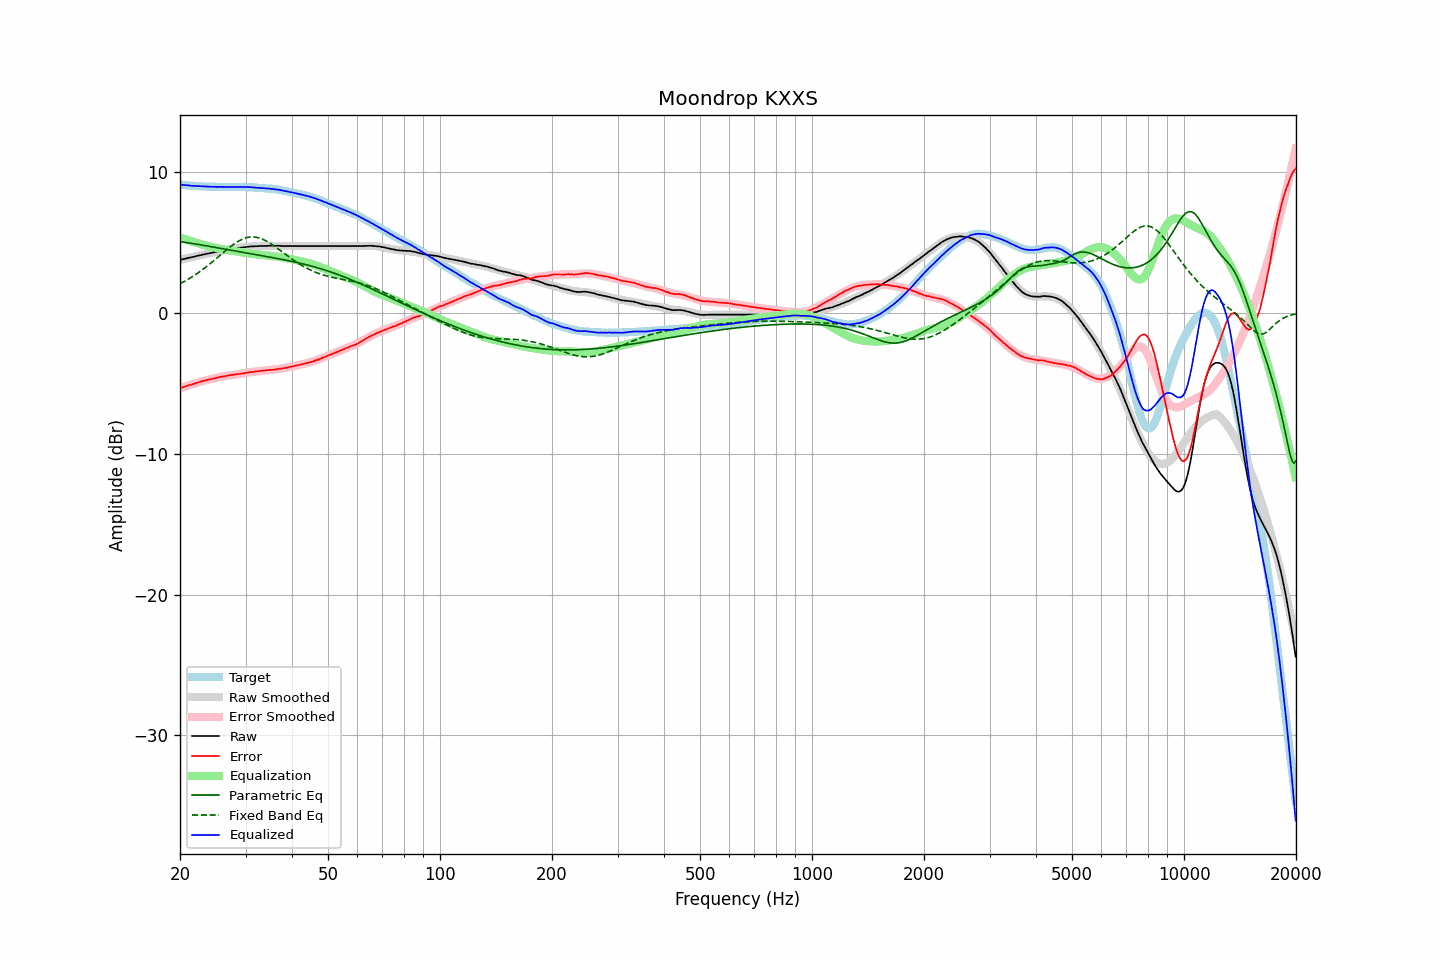 Moondrop KXXS
Amplitude (dBr)
10
0
−10
−20
−30
Target
Raw Smoothed
Error Smoothed
Raw
Error
Equalization
Parametric Eq
Fixed Band Eq
Equalized
20 50 100 200 500 1000 2000 5000 10000 20000
Frequency (Hz)